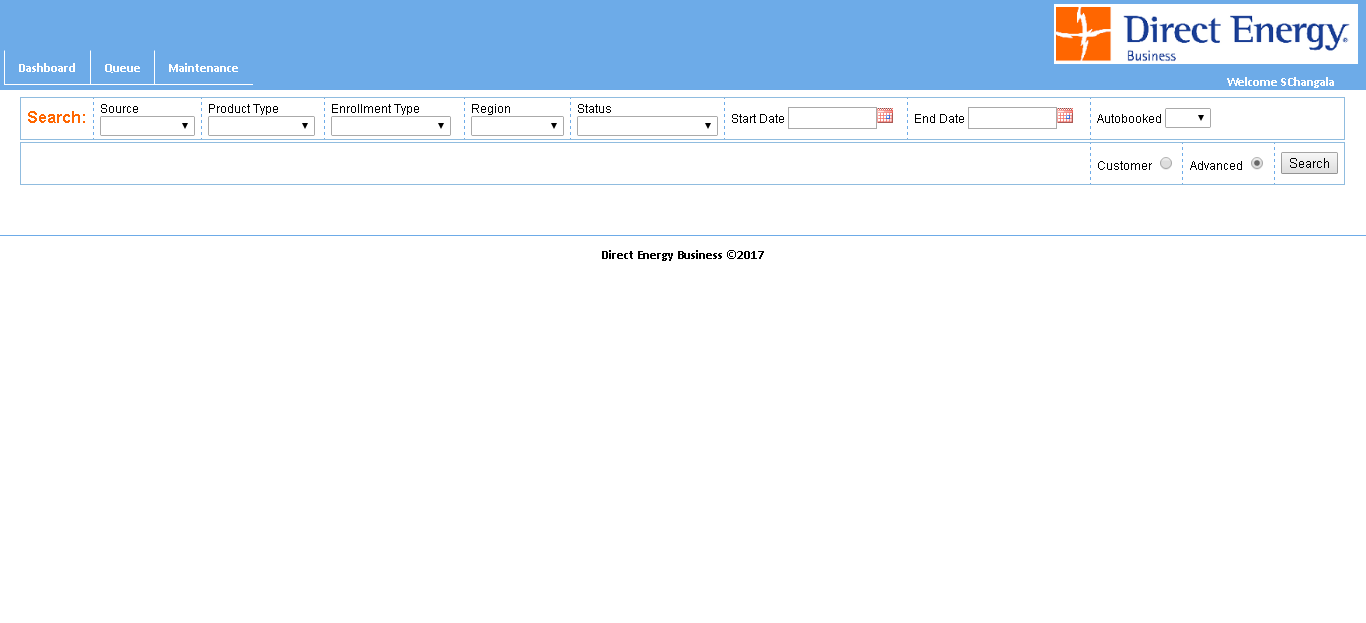 Direct Energy®
Business
Dashboard Queue Maintenance
Welcome SChangala
Search: Source Product Type Enrollment Type Region Status Start Date End Date Autobooked
Customer Advanced Search
Direct Energy Business ©2017